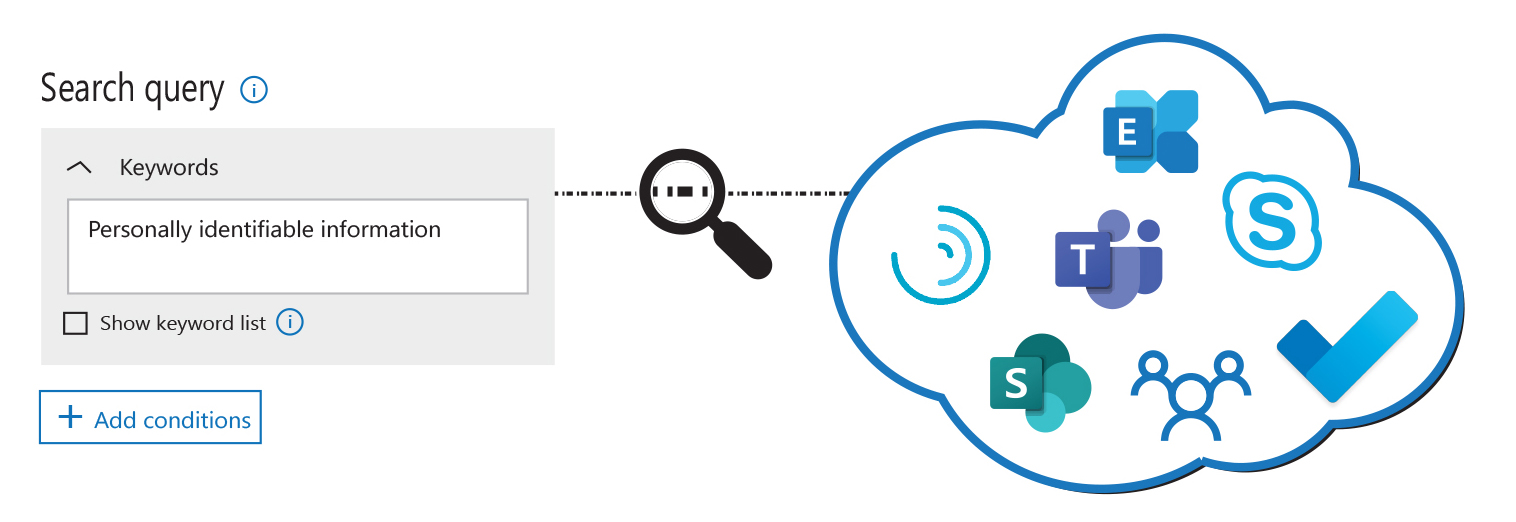 Search query
Keywords
Personally identifiable information
Show keyword list
Add conditions
E
S
T
S